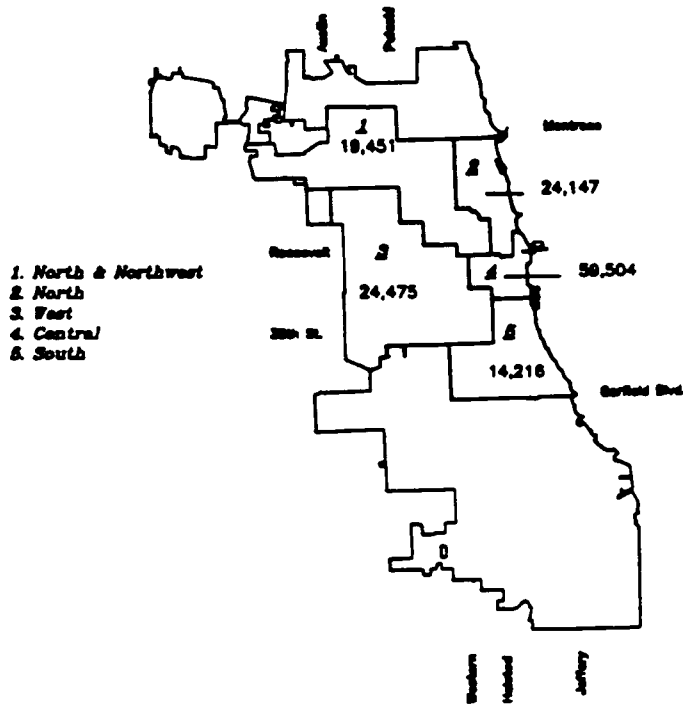 Austin
Pulaski
Montrose
1
19,451
2
24,147
Roosevelt
3
24,475
4
59,504
1. North & Northwest
2. North
3. West
4. Central
5. South
35th St.
5
14,216
Garfield Blvd.
Western
Halsted
Jeffery